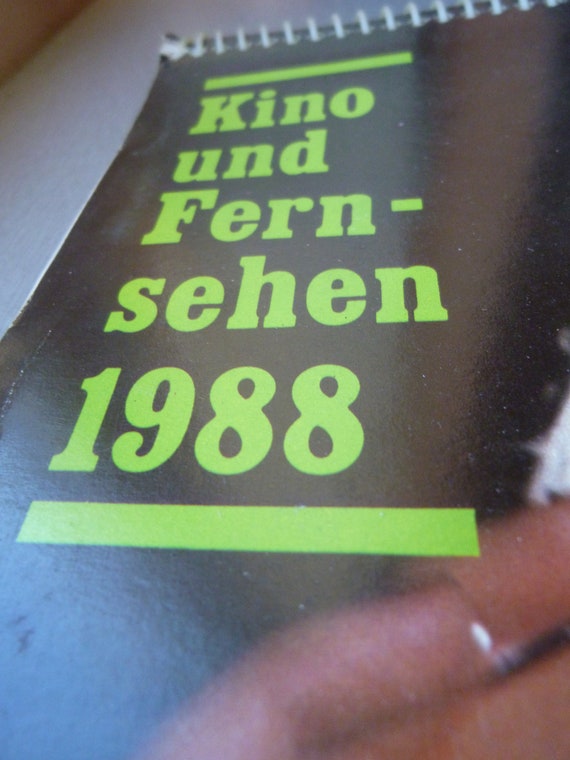 Kino
und
Fern-
sehen
1988